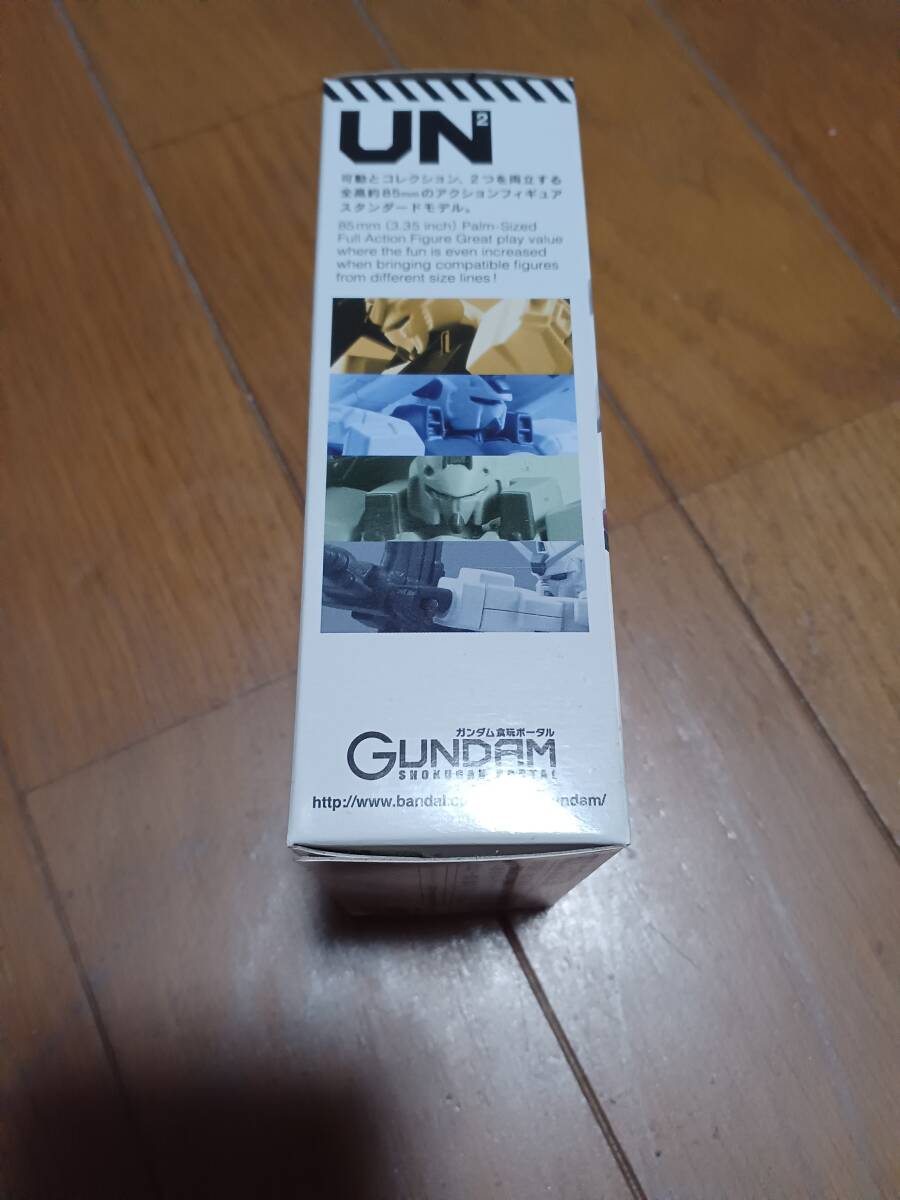 UN²
可動とコレクション、2つを両立する
全高約85mmのアクションフィギュア
スタンダードモデル。
85mm (3.35 inch) Palm-Sized
Full Action Figure Great play value
where the fun is even increased
when bringing compatible figures
from different size lines!
ガンダム食玩ポータル
GUNDAM
SHOKUGAN PORTAL